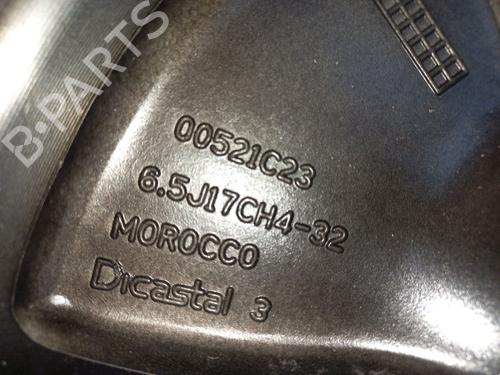 B-PARTS
00521C23
6.5J17CH4-32
MOROCCO
Dicastal 3